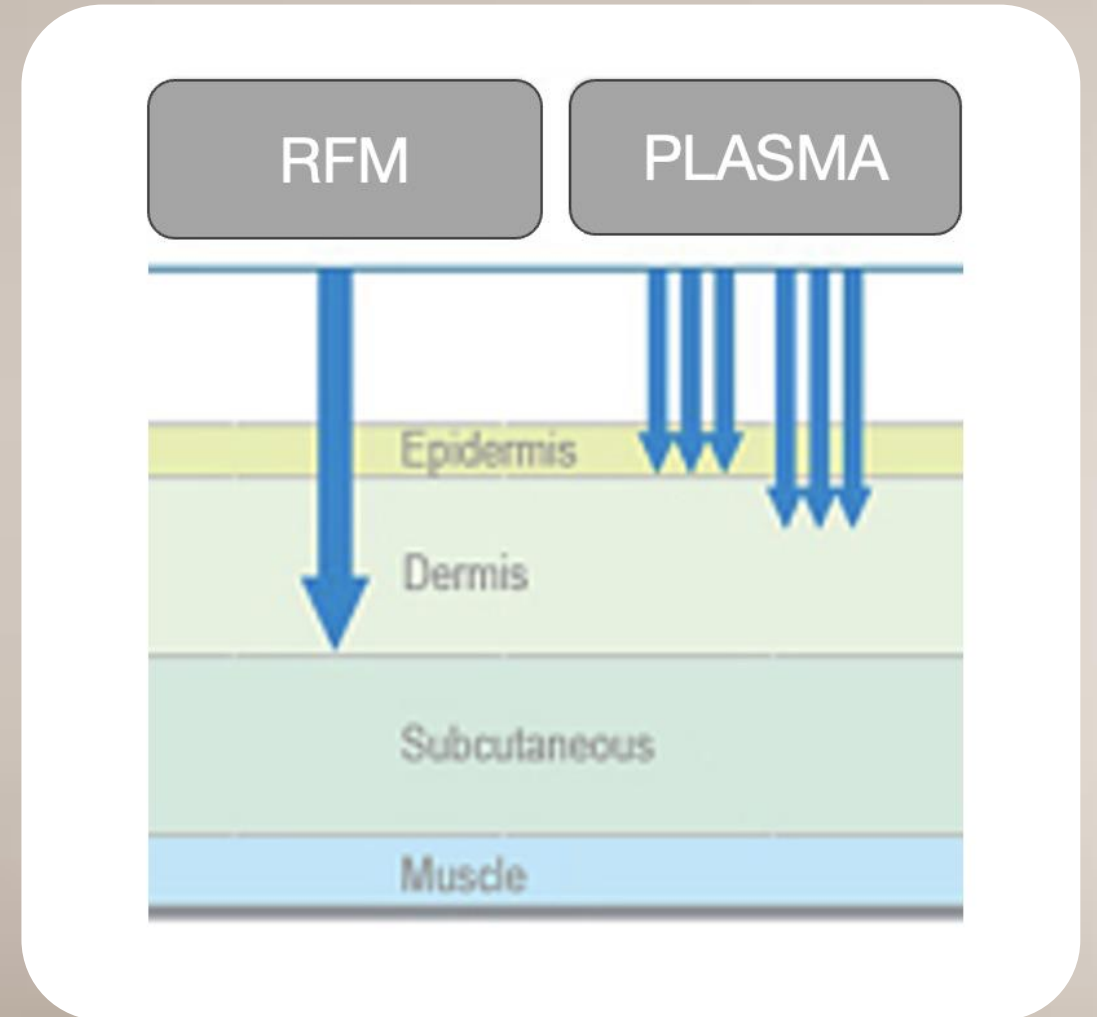 RFM
PLASMA
Epidermis
Dermis
Subcutaneous
Muscle